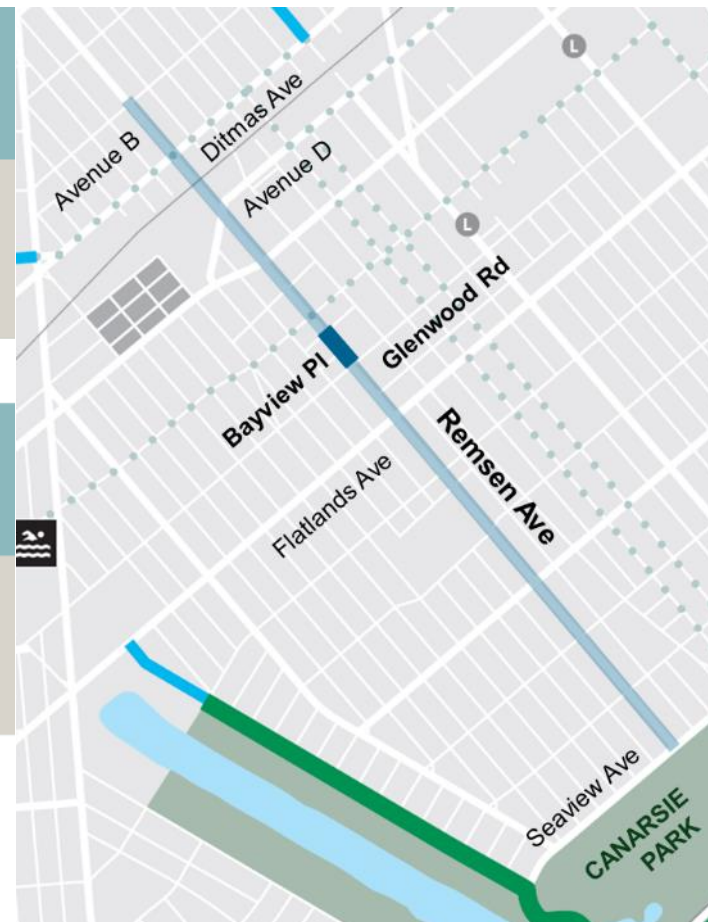 L
Ditmas Ave
Avenue B
Avenue D
L
Glenwood Rd
Bayview Pl
Remsen Ave
Flatlands Ave
Seaview Ave
CANARSIE
PARK